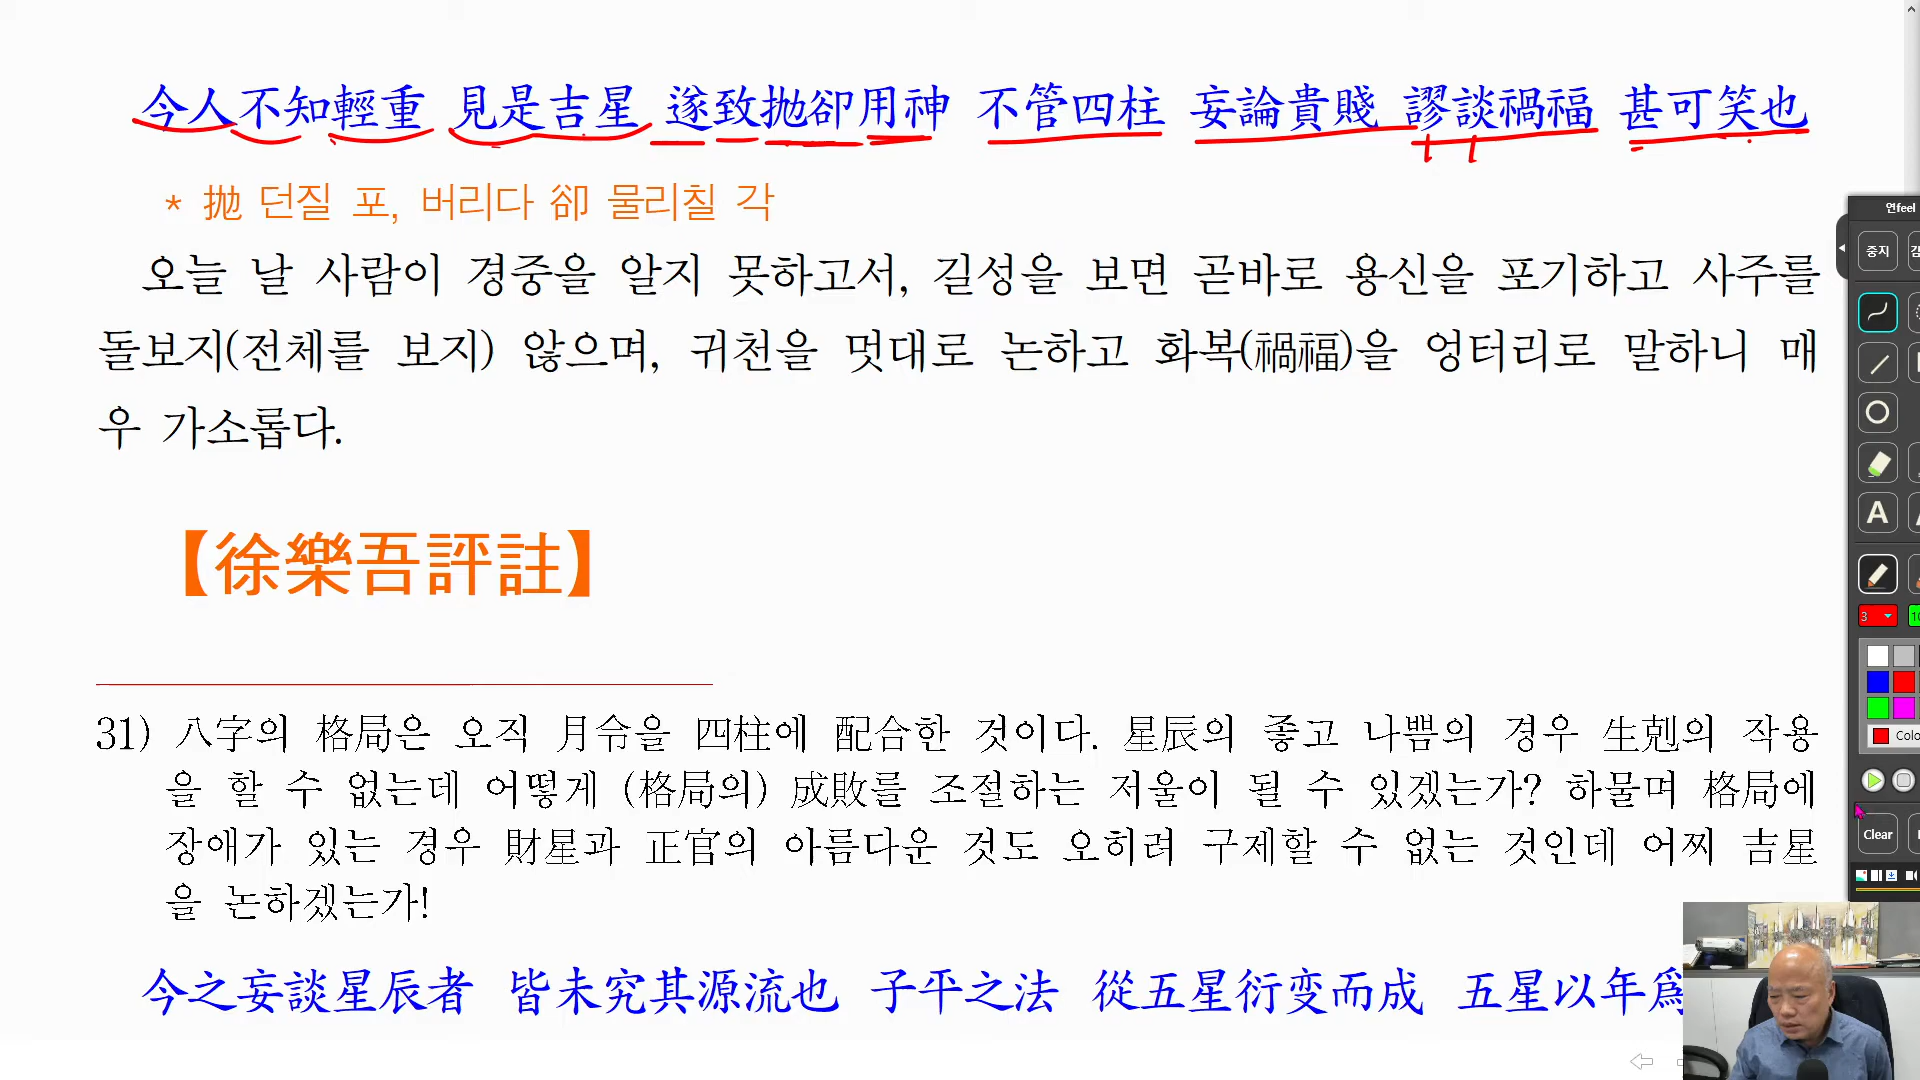 今人不知輕重 見是吉星 遂致抛卻用神 不管四柱 妄論貴賤 謬談禍福 甚可笑也
* 抛 던질 포, 버리다 卻 물리칠 각
오늘 날 사람이 경중을 알지 못하고서, 길성을 보면 곧바로 용신을 포기하고 사주를
돌보지(전체를 보지) 않으며, 귀천을 멋대로 논하고 화복(禍福)을 엉터리로 말하니 매
우 가소롭다.
【徐樂吾評註】
31) 八字의 格局은 오직 月令을 四柱에 配合한 것이다. 星辰의 좋고 나쁨의 경우 生剋의 작용
을 할 수 없는데 어떻게 (格局의) 成敗를 조절하는 저울이 될 수 있겠는가? 하물며 格局에
장애가 있는 경우 財星과 正官의 아름다운 것도 오히려 구제할 수 없는 것인데 어찌 吉星
을 논하겠는가!
今之妄談星辰者 皆未究其源流也 子平之法 從五星衍变而成 五星以年爲
연feel
중지
A
3
10
Colo
Clear